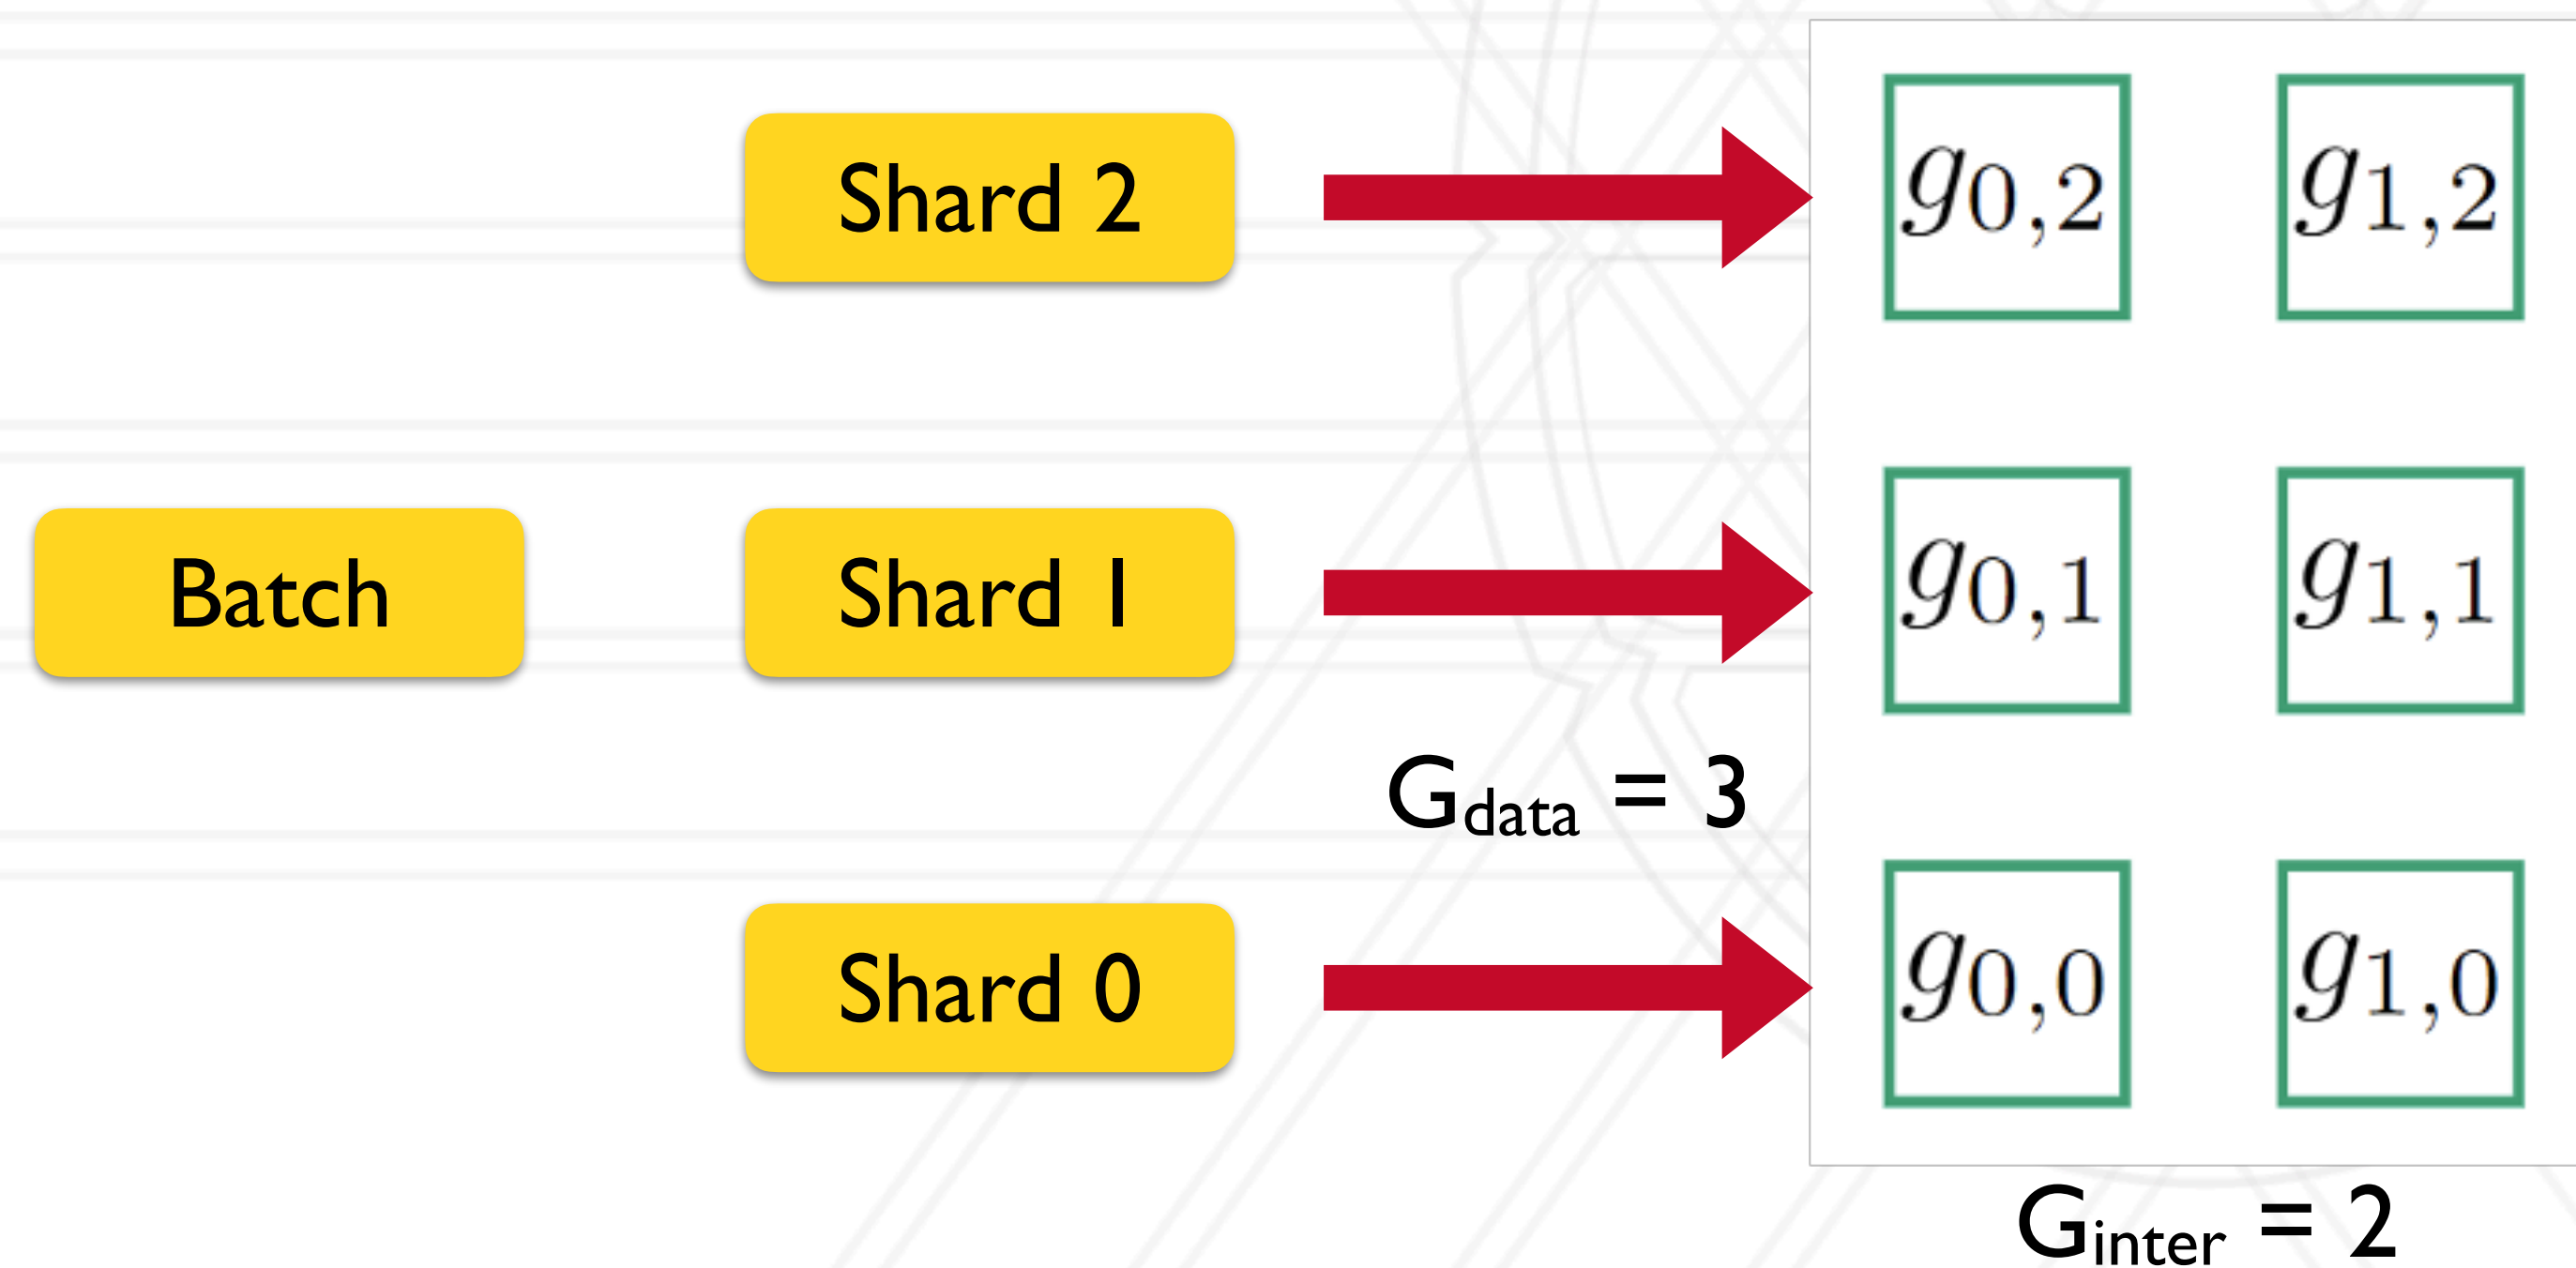 Shard 2
g0,2 g1,2
Batch
Shard 1
g0,1 g1,1
Gdata = 3
Shard 0
g0,0 g1,0
Ginter = 2